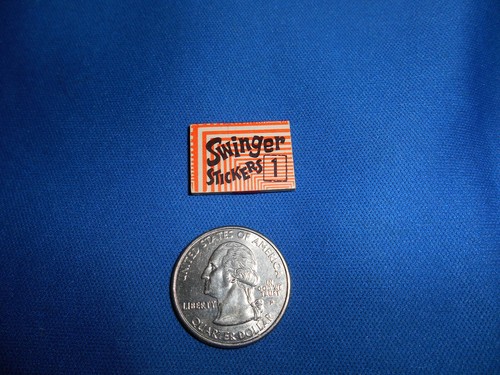 Swinger
STICKERS 1
UNITED STATES OF AMERICA
LIBERTY
IN
GOD WE
TRUST
P
QUARTER DOLLAR